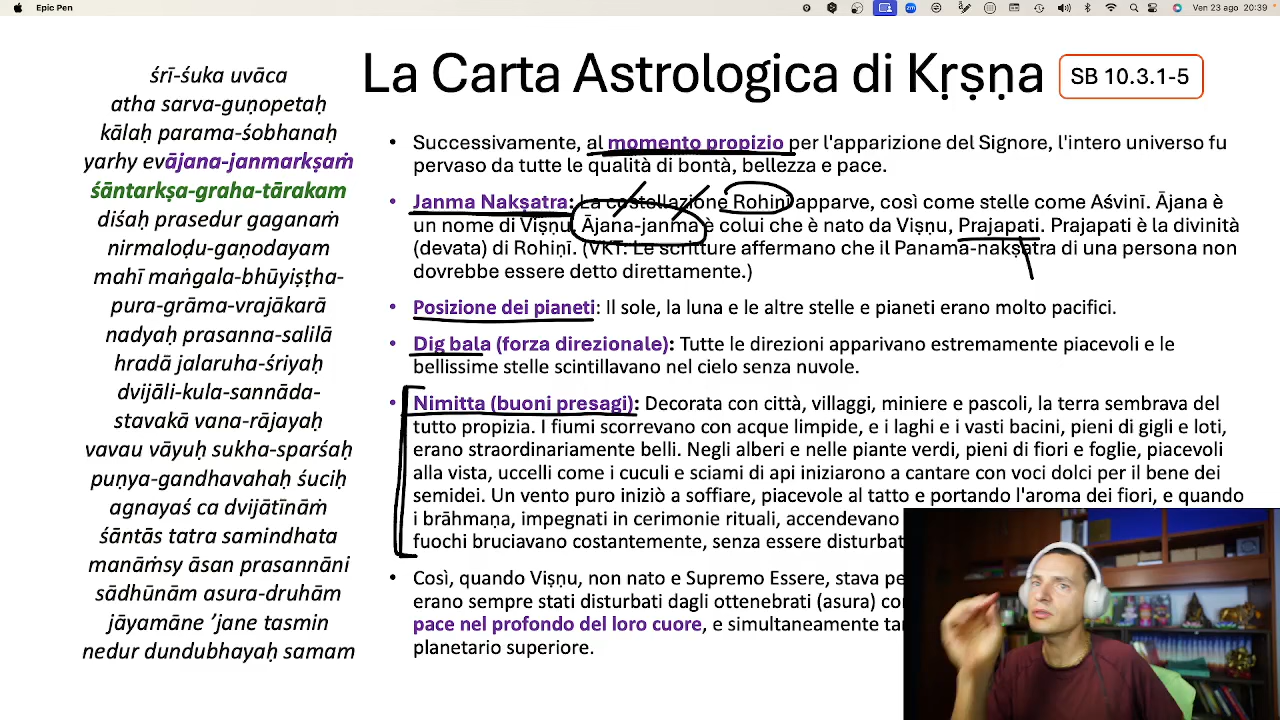 Epic Pen
Ven 23 ago 20:39
La Carta Astrologica di Kṛṣṇa
SB 10.3.1-5
śrī-śuka uvāca
atha sarva-guṇopetaḥ
kālaḥ parama-śobhanaḥ
yarhy evājana-janmarkṣaṁ
śāntarkṣa-graha-tārakam
diśaḥ prasedur gaganaṁ
nirmaloḍu-gaṇodayam
mahī maṅgala-bhūyiṣṭha-
pura-grāma-vrajākarā
nadyaḥ prasanna-salilā
hradā jalaruha-śriyaḥ
dvijāli-kula-sannāda-
stavakā vana-rājayaḥ
vavau vāyuḥ sukha-sparśaḥ
puṇya-gandhavahaḥ śuciḥ
agnayaś ca dvijātīnāṁ
śāntās tatra samindhata
manāṁsy āsan prasannāni
sādhūnām asura-druhām
jāyamāne 'jane tasmin
nedur dundubhayaḥ samam
• Successivamente, al momento propizio per l'apparizione del Signore, l'intero universo fu
pervaso da tutte le qualità di bontà, bellezza e pace.
• Janma Nakṣatra: La costellazione Rohiṇi apparve, così come stelle come Aśvinī. Ājana è
un nome di Viṣṇu. Ājana-janma è colui che è nato da Viṣṇu, Prajapati. Prajapati è la divinità
(devata) di Rohiṇī. (VKT. Le scritture affermano che il Panama-nakṣatra di una persona non
dovrebbe essere detto direttamente.)
• Posizione dei pianeti: Il sole, la luna e le altre stelle e pianeti erano molto pacifici.
• Dig bala (forza direzionale): Tutte le direzioni apparivano estremamente piacevoli e le
bellissime stelle scintillavano nel cielo senza nuvole.
• Nimitta (buoni presagi): Decorata con città, villaggi, miniere e pascoli, la terra sembrava del
tutto propizia. I fiumi scorrevano con acque limpide, e i laghi e i vasti bacini, pieni di gigli e loti,
erano straordinariamente belli. Negli alberi e nelle piante verdi, pieni di fiori e foglie, piacevoli
alla vista, uccelli come i cuculi e sciami di api iniziarono a cantare con voci dolci per il bene dei
semidei. Un vento puro iniziò a soffiare, piacevole al tatto e portando l'aroma dei fiori, e quando
i brāhmaṇa, impegnati in cerimonie rituali, accendevano
fuochi bruciavano costantemente, senza essere disturbat
• Così, quando Viṣṇu, non nato e Supremo Essere, stava pe
erano sempre stati disturbati dagli ottenebrati (asura) co
pace nel profondo del loro cuore, e simultaneamente ta
planetario superiore.